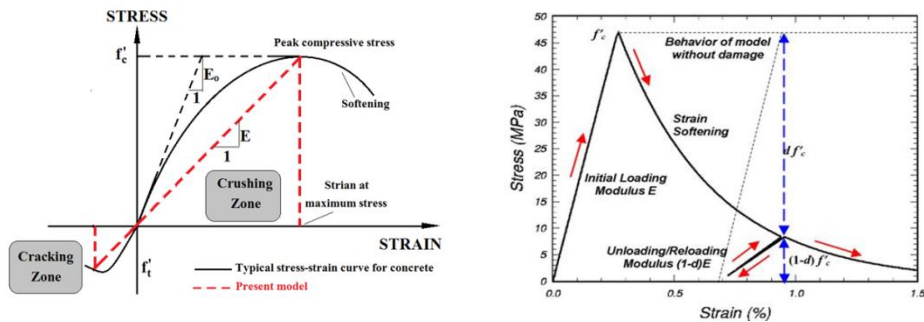 STRESS
f'c
Peak compressive stress
Eo
1
Softening
E
1
Crushing
Zone
Strian at
maximum stress
STRAIN
Cracking
Zone
f't
Typical stress-strain curve for concrete
Present model
50
45
40
35
30
25
20
15
10
5
0
Stress (MPa)
f'c
Behavior of model
without damage
Strain
Softening
d f'c
Initial Loading
Modulus E
Unloading/Reloading
Modulus (1-d)E
(1-d)f'c
0.0
0.5
1.0
1.5
Strain (%)